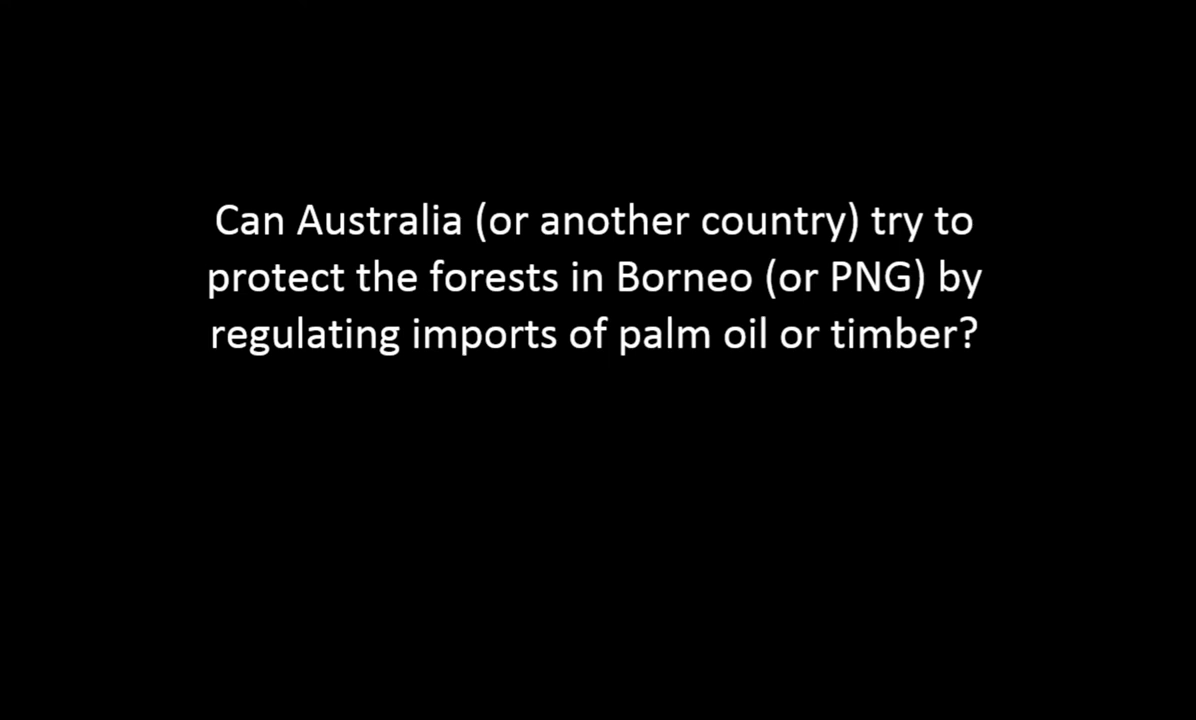 Can Australia (or another country) try to
protect the forests in Borneo (or PNG) by
regulating imports of palm oil or timber?